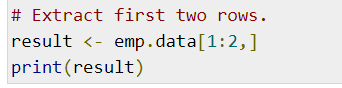 # Extract first two rows.
result <- emp.data[1:2,]
print(result)